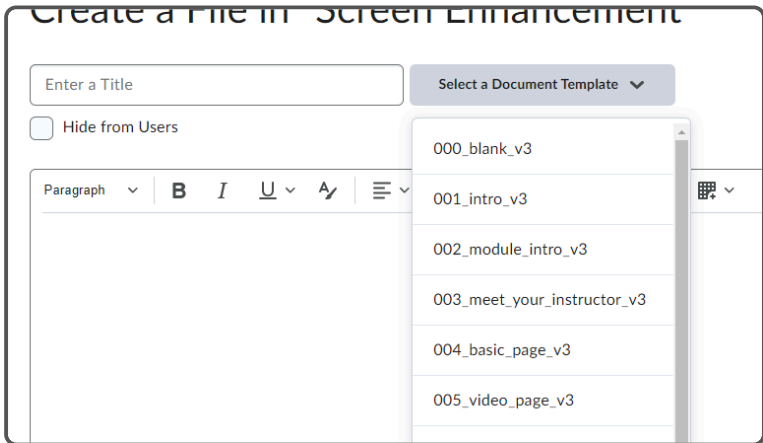 Create a File in "Screen Enhancement"
Enter a Title
Select a Document Template
Hide from Users
Paragraph
B I U A
000_blank_v3
001_intro_v3
002_module_intro_v3
003_meet_your_instructor_v3
004_basic_page_v3
005_video_page_v3